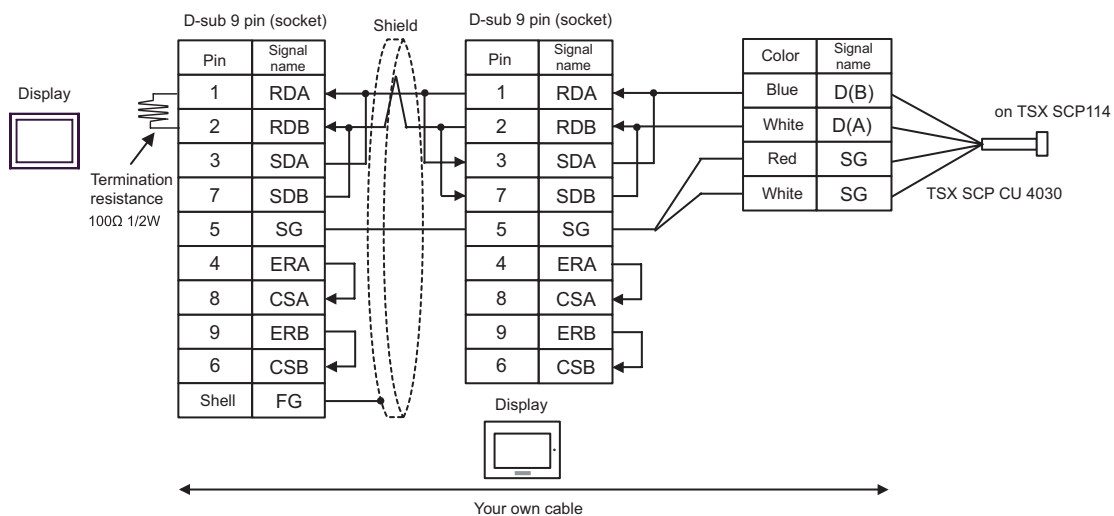 D-sub 9 pin (socket)
Shield
D-sub 9 pin (socket)
Display
Pin Signal name
1 RDA
2 RDB
3 SDA
7 SDB
5 SG
4 ERA
8 CSA
9 ERB
6 CSB
Shell FG
Termination
resistance
100Ω 1/2W
Pin Signal name
1 RDA
2 RDB
3 SDA
7 SDB
5 SG
4 ERA
8 CSA
9 ERB
6 CSB
Display
Color Signal name
Blue D(B)
White D(A)
Red SG
White SG
on TSX SCP114
TSX SCP CU 4030
Your own cable